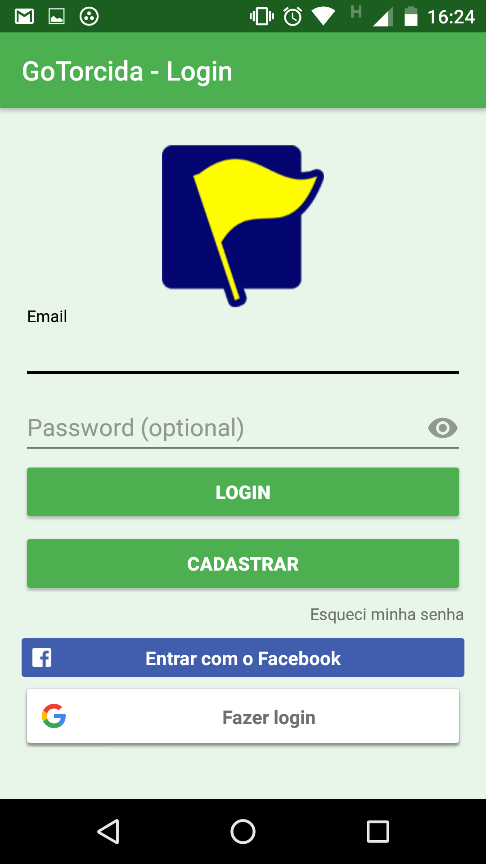 H
16:24
GoTorcida - Login
Email
Password (optional)
LOGIN
CADASTRAR
Esqueci minha senha
Entrar com o Facebook
Fazer login